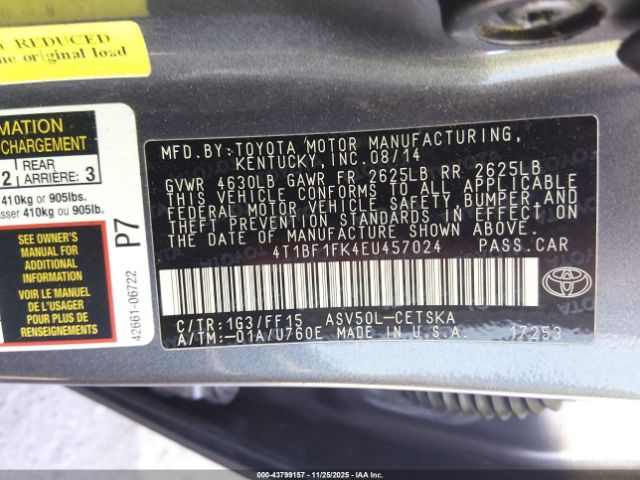 REDUCED
original load
MATION
CHARGEMENT
2 REAR ARRIÈRE: 3
410kg or 905lbs.
asser 410kg ou 905lb.
SEE OWNER'S
MANUAL FOR
ADDITIONAL
INFORMATION
VOIR LE MANUEL
DE L'USAGER
POUR PLUS DE
RENSEIGNEMENTS
P7
42661-06722
MFD.BY:TOYOTA MOTOR MANUFACTURING,
KENTUCKY,INC.08/14
GVWR 4630LB GAWR FR 2625LB RR 2625LB
THIS VEHICLE CONFORMS TO ALL APPLICABLE
FEDERAL MOTOR VEHICLE SAFETY,BUMPER,AND
THEFT PREVENTION STANDARDS IN EFFECT ON
THE DATE OF MANUFACTURE SHOWN ABOVE.
4T1BF1FK4EU457024 PASS.CAR
C/TR:1G3/FF15 ASV50L-CETSKA
A/TM:-01A/U760E MADE IN U.S.A. 17253
TOYOTA
© IAA #43799157 - 11/25/2025 - COPART